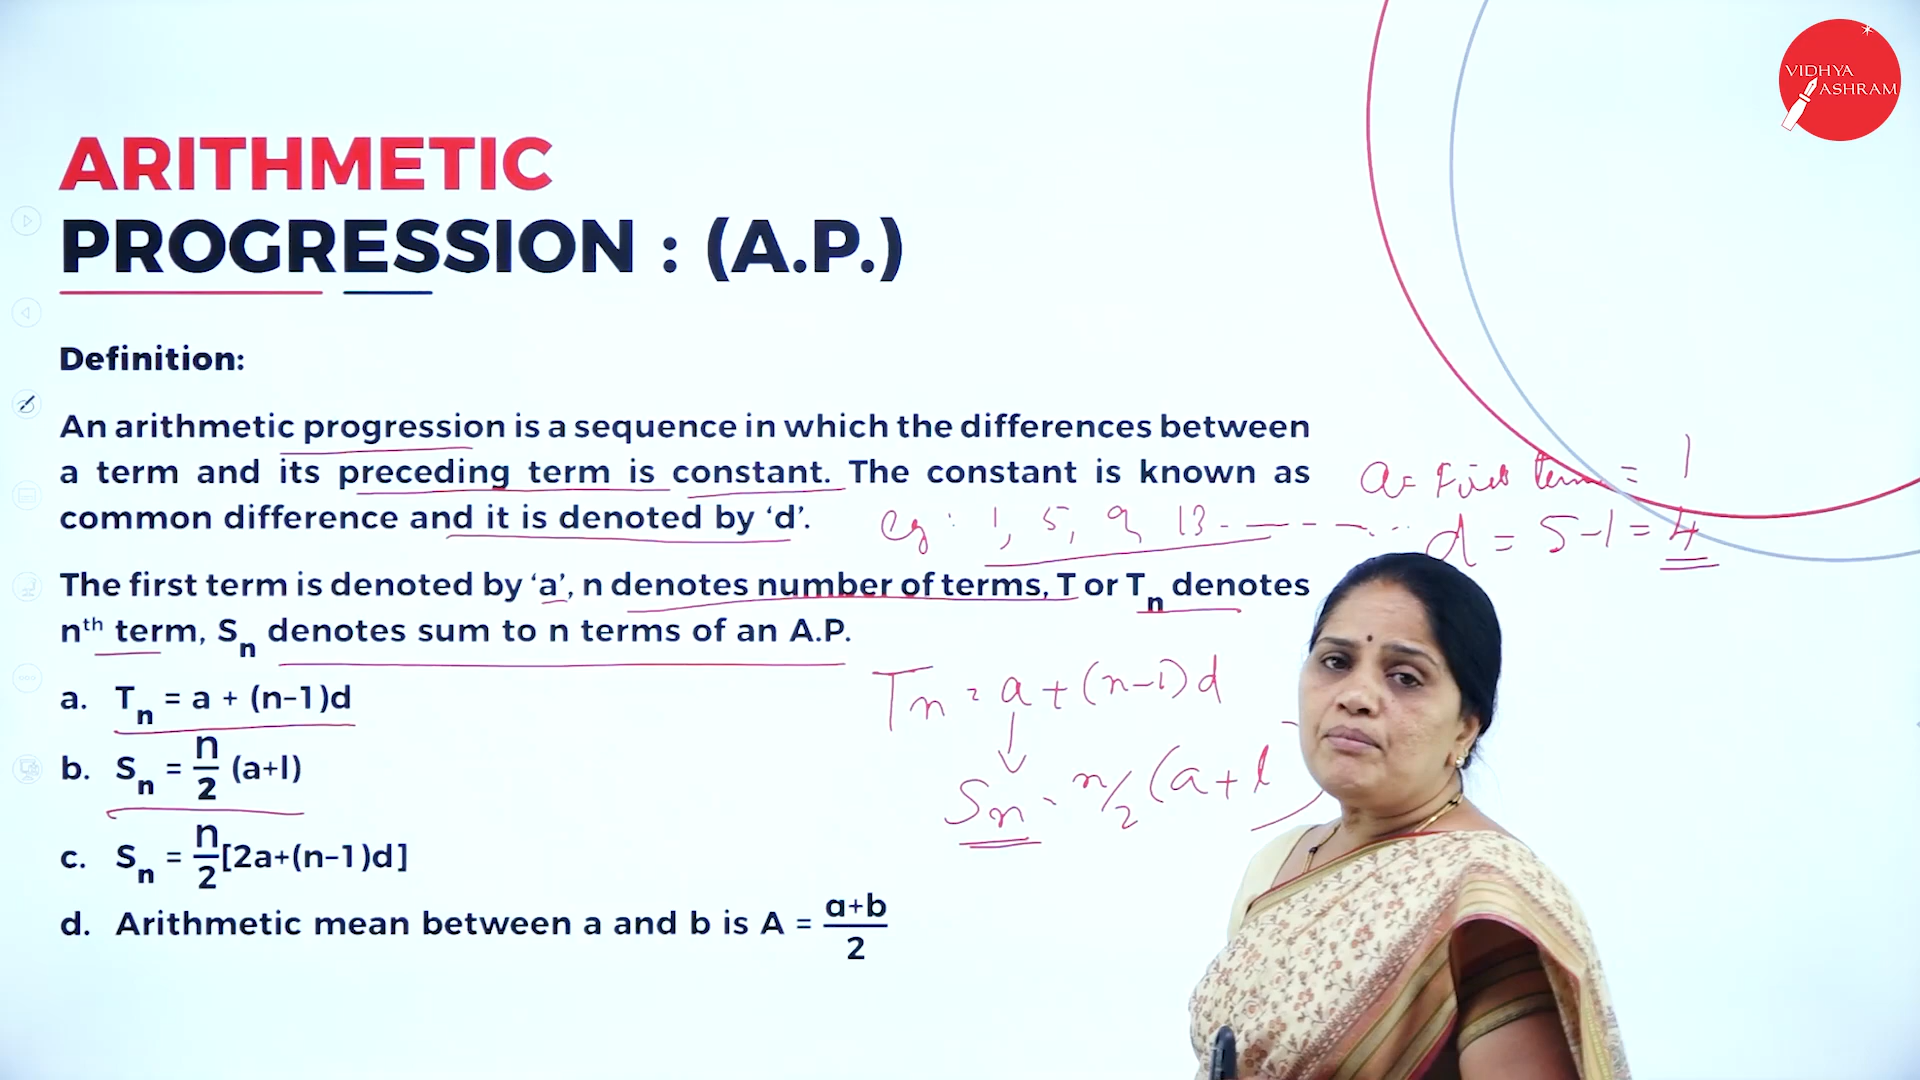 VIDHYA
ASHRAM
ARITHMETIC
PROGRESSION : (A.P.)
Definition:
An arithmetic progression is a sequence in which the differences between
a term and its preceding term is constant. The constant is known as
common difference and it is denoted by ‘d’.
a= First term = 1
eg: 1, 5, 9, 13 - - - - ...
d = 5-1 = 4
The first term is denoted by ‘a’, n denotes number of terms, T or Tₙ denotes
nᵗʰ term, Sₙ denotes sum to n terms of an A.P.
a. Tₙ = a + (n-1)d
Tn = a + (n-1)d
b. Sₙ = n/2 (a+l)
Sn = n/2 (a+l
c. Sₙ = n/2[2a+(n-1)d]
d. Arithmetic mean between a and b is A = a+b/2